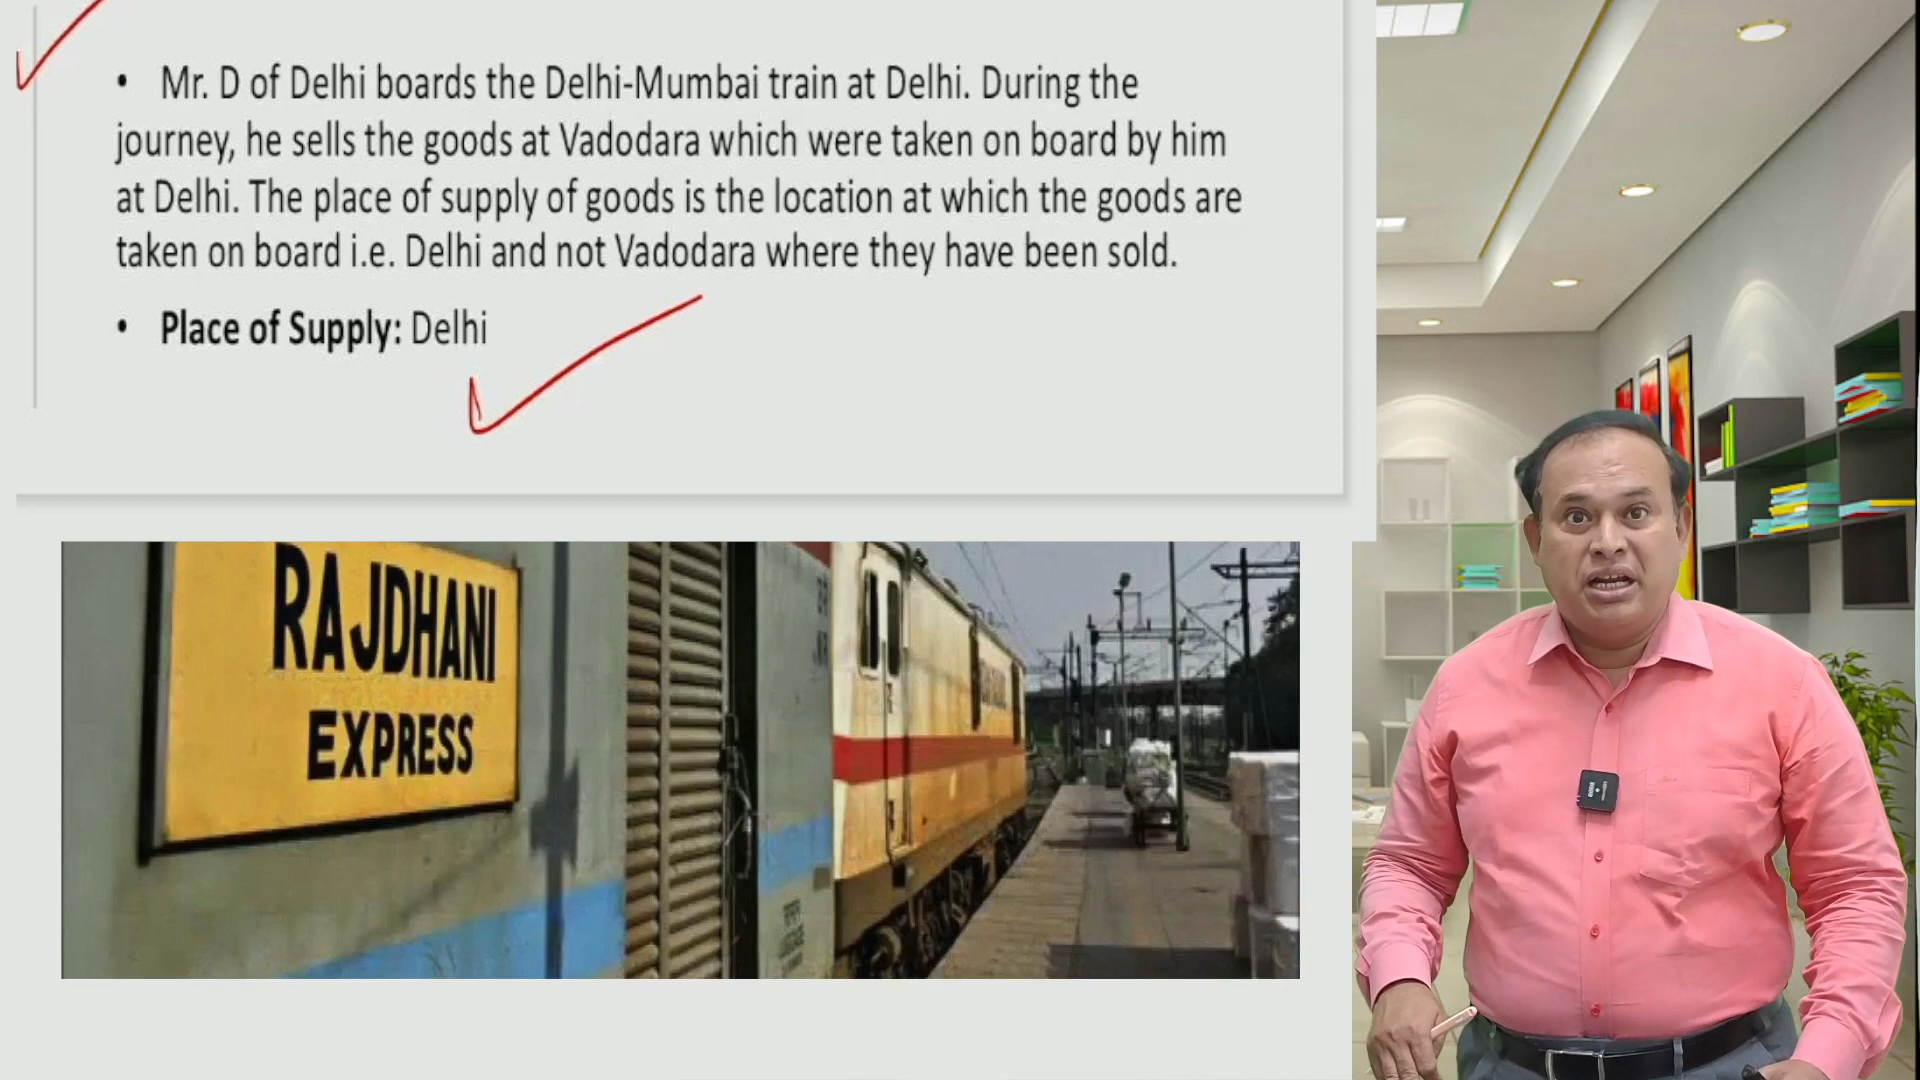 • Mr. D of Delhi boards the Delhi-Mumbai train at Delhi. During the
journey, he sells the goods at Vadodara which were taken on board by him
at Delhi. The place of supply of goods is the location at which the goods are
taken on board i.e. Delhi and not Vadodara where they have been sold.
• Place of Supply: Delhi
RAJDHANI
EXPRESS